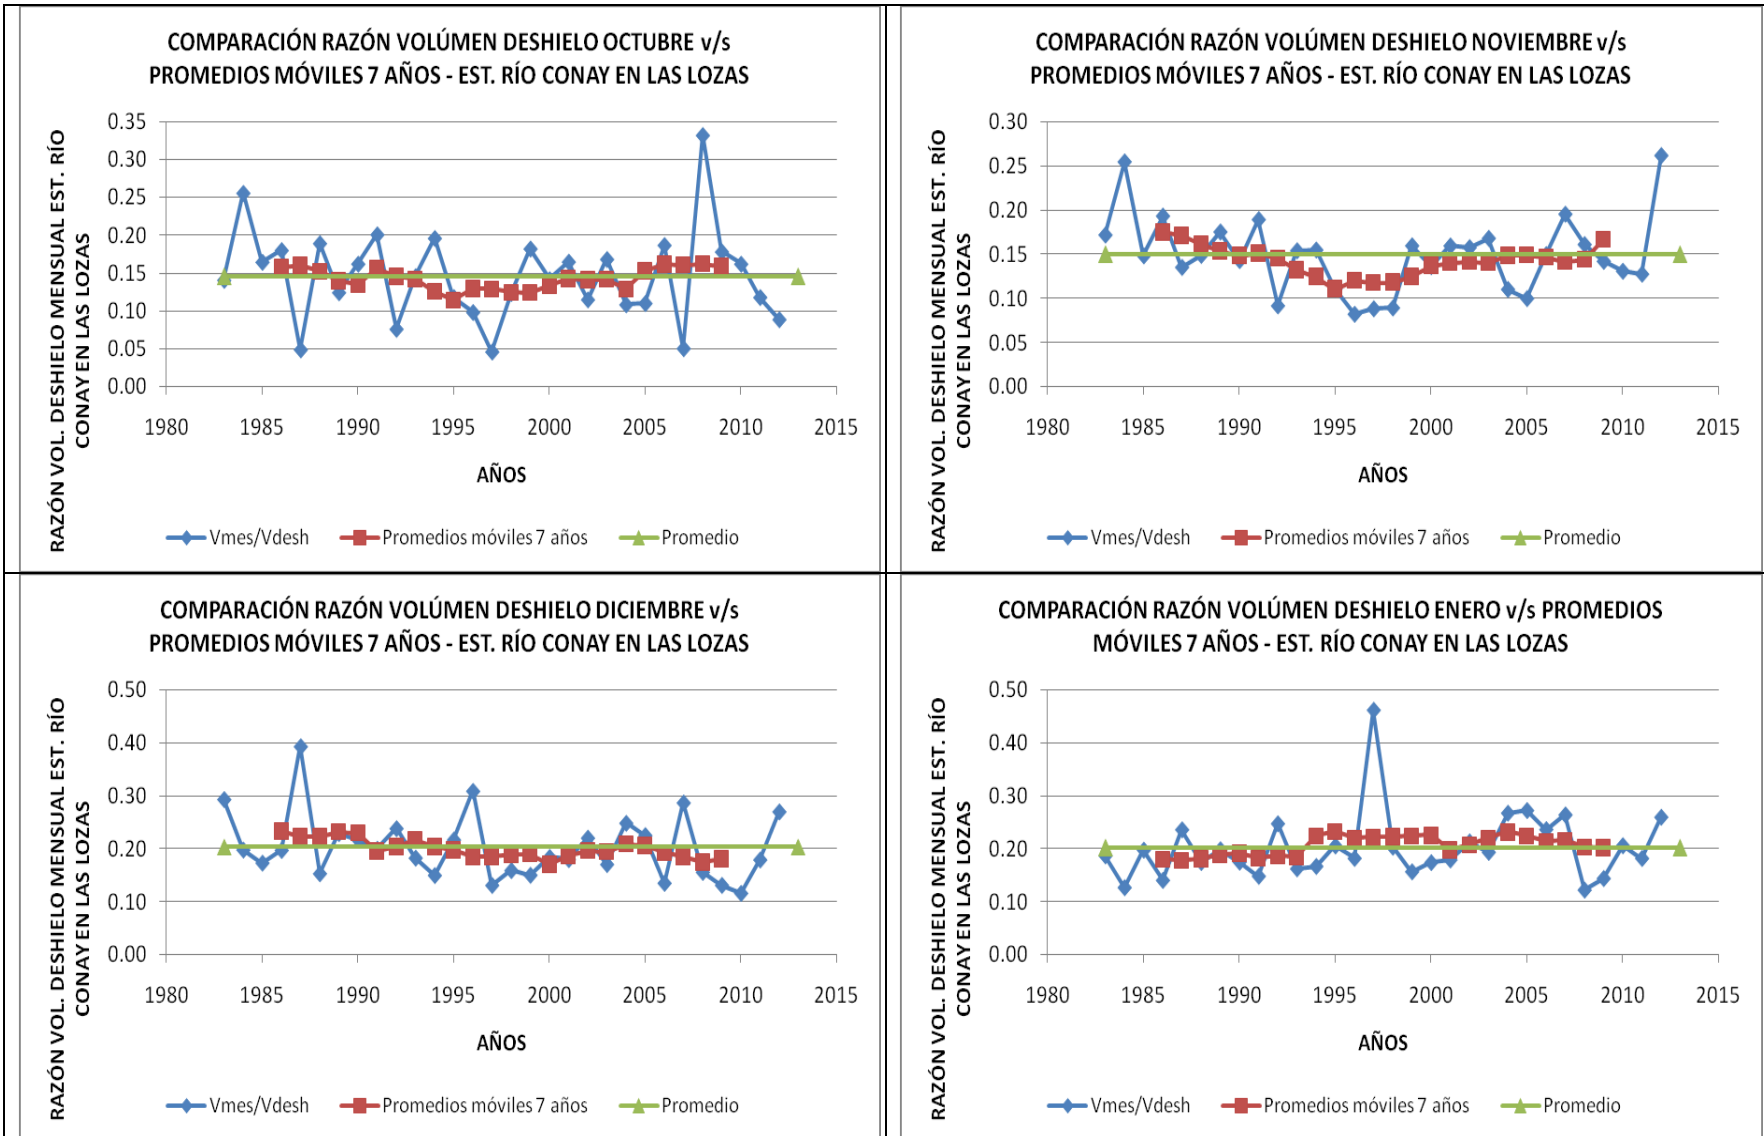 COMPARACIÓN RAZÓN VOLÚMEN DESHIELO OCTUBRE v/s
PROMEDIOS MÓVILES 7 AÑOS - EST. RÍO CONAY EN LAS LOZAS
RAZÓN VOL. DESHIELO MENSUAL EST. RÍO
CONAY EN LAS LOZAS
0.35
0.30
0.25
0.20
0.15
0.10
0.05
0.00
1980 1985 1990 1995 2000 2005 2010 2015
AÑOS
Vmes/Vdesh Promedios móviles 7 años Promedio
COMPARACIÓN RAZÓN VOLÚMEN DESHIELO NOVIEMBRE v/s
PROMEDIOS MÓVILES 7 AÑOS - EST. RÍO CONAY EN LAS LOZAS
RAZÓN VOL. DESHIELO MENSUAL EST. RÍO
CONAY EN LAS LOZAS
0.30
0.25
0.20
0.15
0.10
0.05
0.00
1980 1985 1990 1995 2000 2005 2010 2015
AÑOS
Vmes/Vdesh Promedios móviles 7 años Promedio
COMPARACIÓN RAZÓN VOLÚMEN DESHIELO DICIEMBRE v/s
PROMEDIOS MÓVILES 7 AÑOS - EST. RÍO CONAY EN LAS LOZAS
RAZÓN VOL. DESHIELO MENSUAL EST. RÍO
CONAY EN LAS LOZAS
0.50
0.40
0.30
0.20
0.10
0.00
1980 1985 1990 1995 2000 2005 2010 2015
AÑOS
Vmes/Vdesh Promedios móviles 7 años Promedio
COMPARACIÓN RAZÓN VOLÚMEN DESHIELO ENERO v/s PROMEDIOS
MÓVILES 7 AÑOS - EST. RÍO CONAY EN LAS LOZAS
RAZÓN VOL. DESHIELO MENSUAL EST. RÍO
CONAY EN LAS LOZAS
0.50
0.40
0.30
0.20
0.10
0.00
1980 1985 1990 1995 2000 2005 2010 2015
AÑOS
Vmes/Vdesh Promedios móviles 7 años Promedio